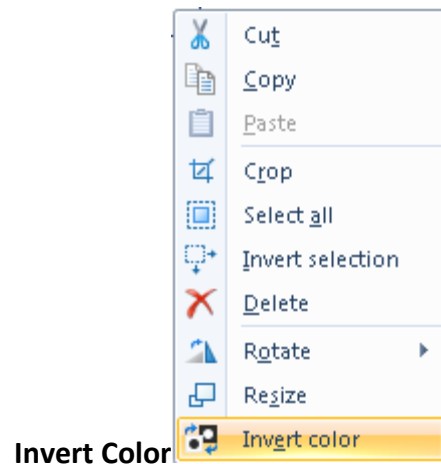 Cut
Copy
Paste
Crop
Select all
Invert selection
Delete
Rotate
Resize
Invert Color
Invert color